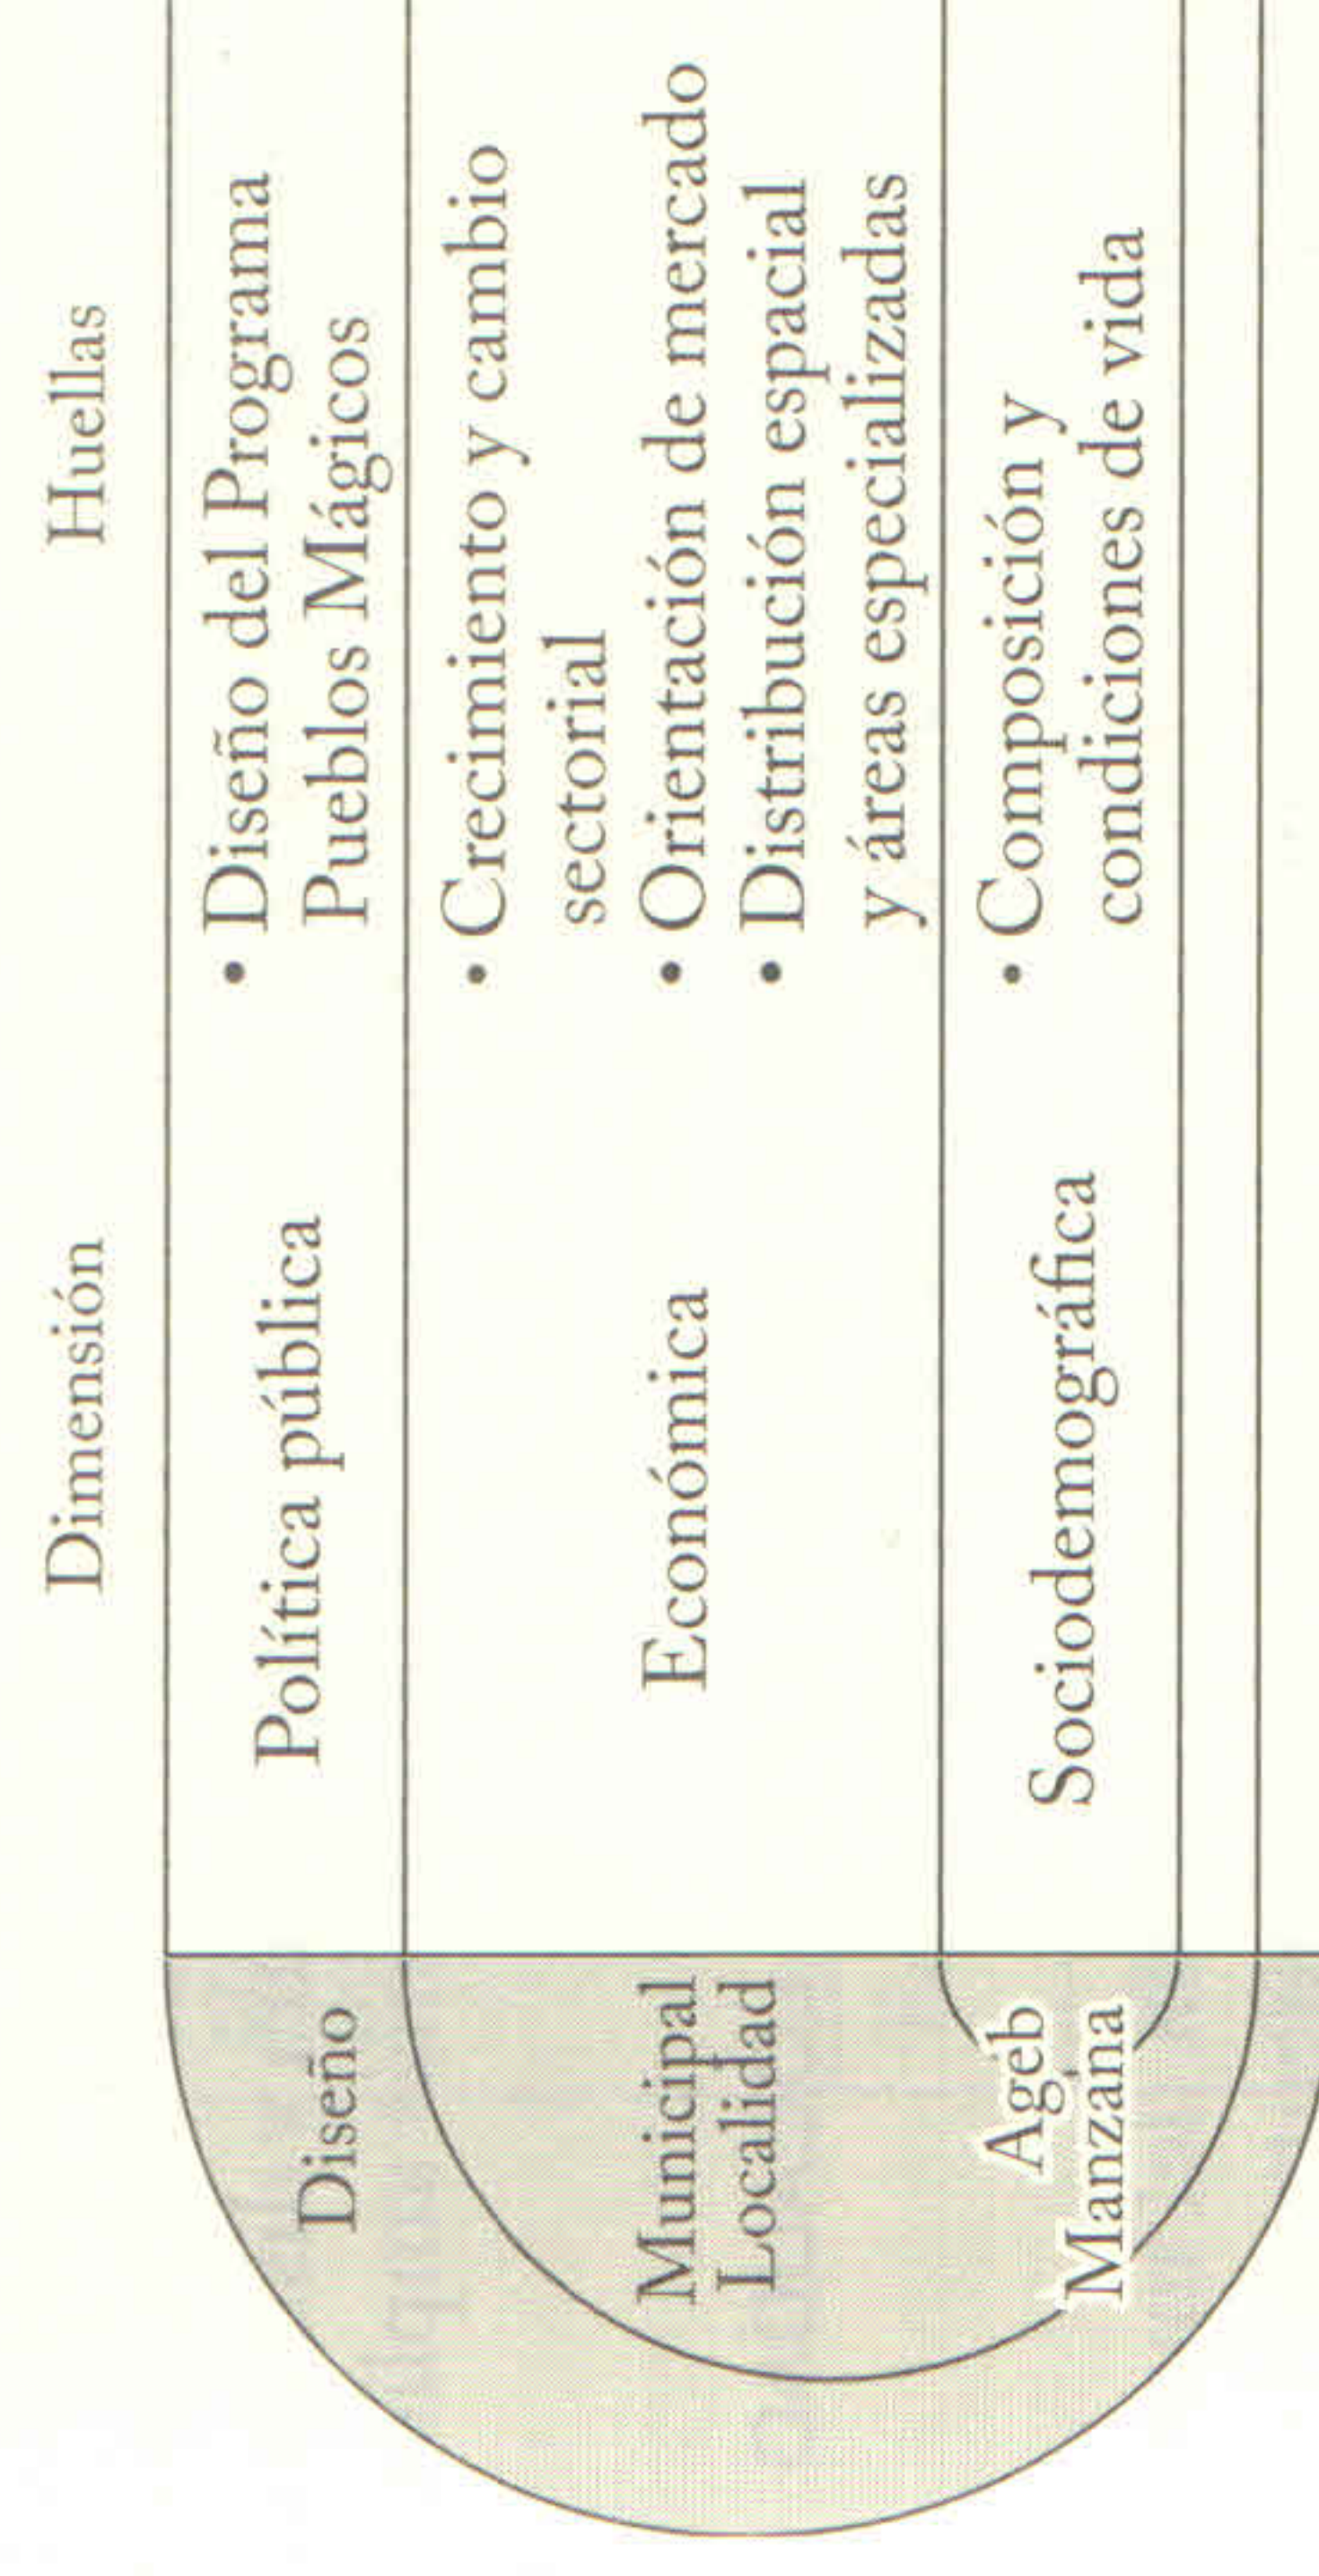 Dimensión
Huellas
Diseño
Política pública
• Diseño del Programa
Pueblos Mágicos
Municipal
Localidad
Económica
• Crecimiento y cambio
sectorial
• Orientación de mercado
• Distribución espacial
y áreas especializadas
Ageb
Manzana
Sociodemográfica
• Composición y
condiciones de vida